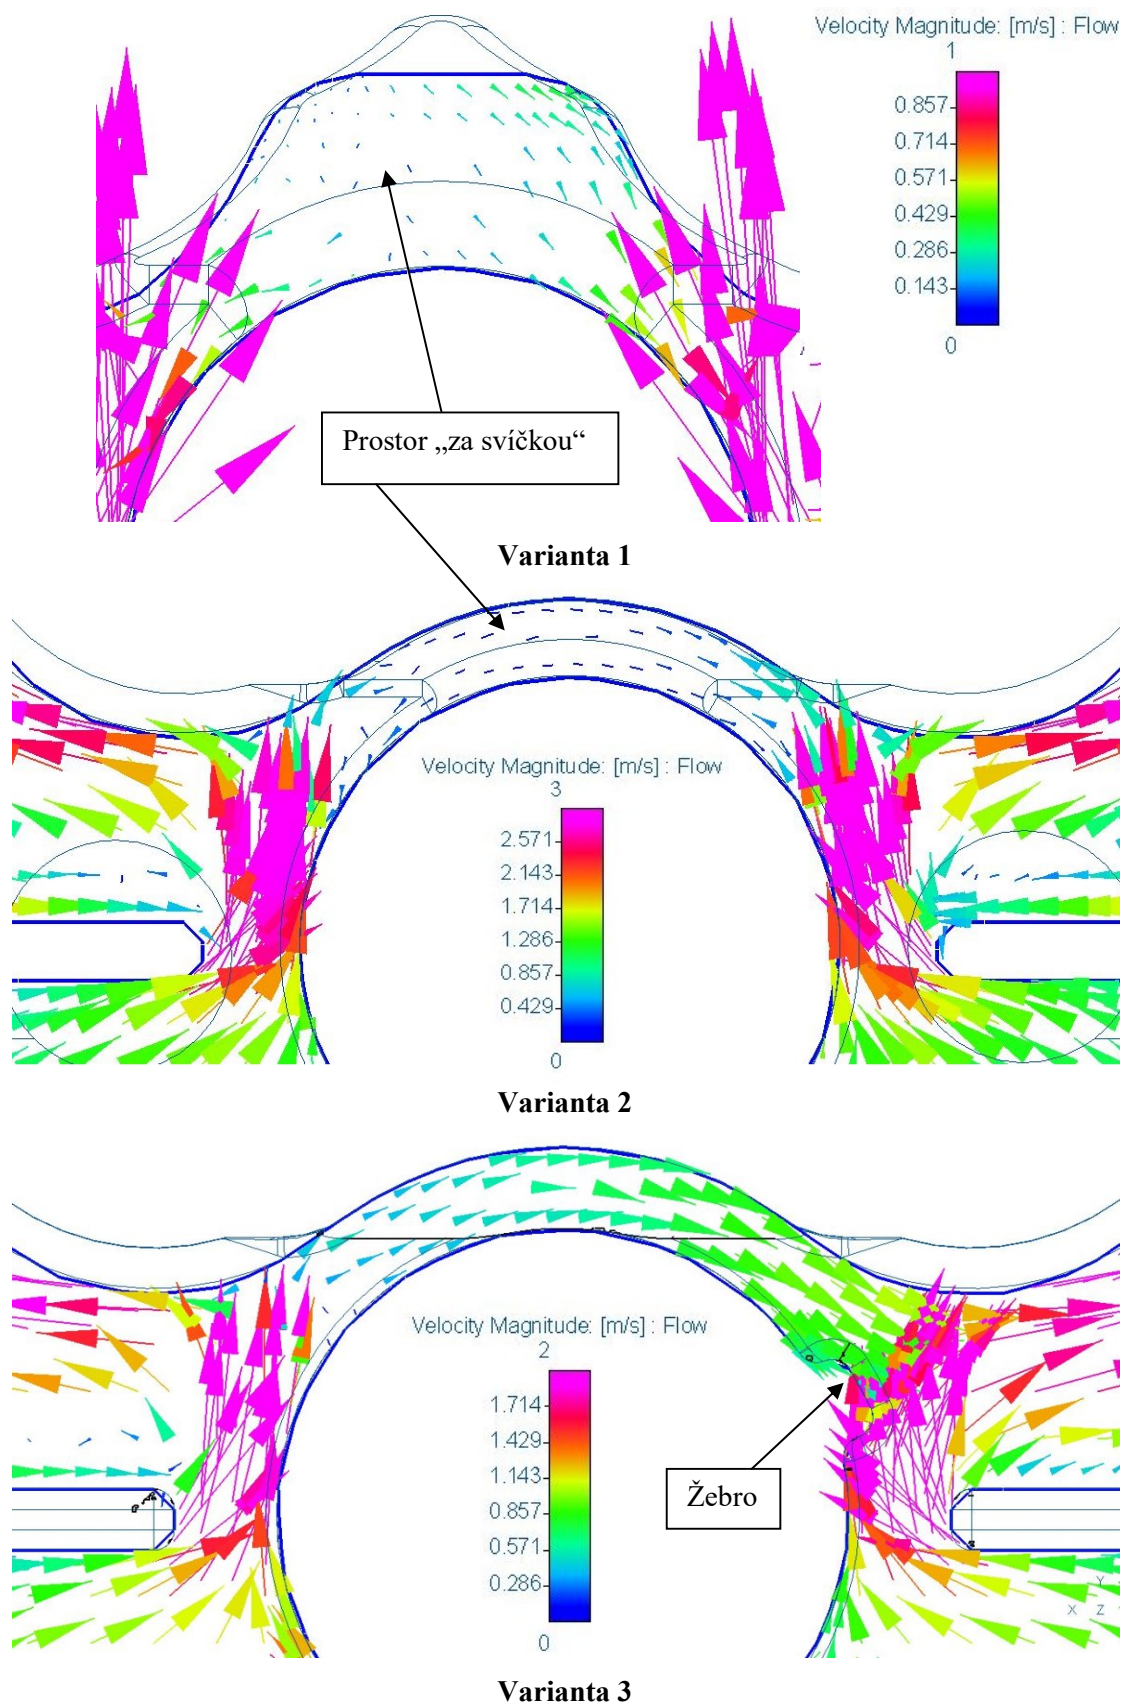 Velocity Magnitude: [m/s] : Flow
1
0.857
0.714
0.571
0.429
0.286
0.143
0
Prostor „za svíčkou“
Varianta 1
Velocity Magnitude: [m/s] : Flow
3
2.571
2.143
1.714
1.286
0.857
0.429
0
Varianta 2
Velocity Magnitude: [m/s] : Flow
2
1.714
1.429
1.143
0.857
0.571
0.286
0
Žebro
Y
X Z
Varianta 3